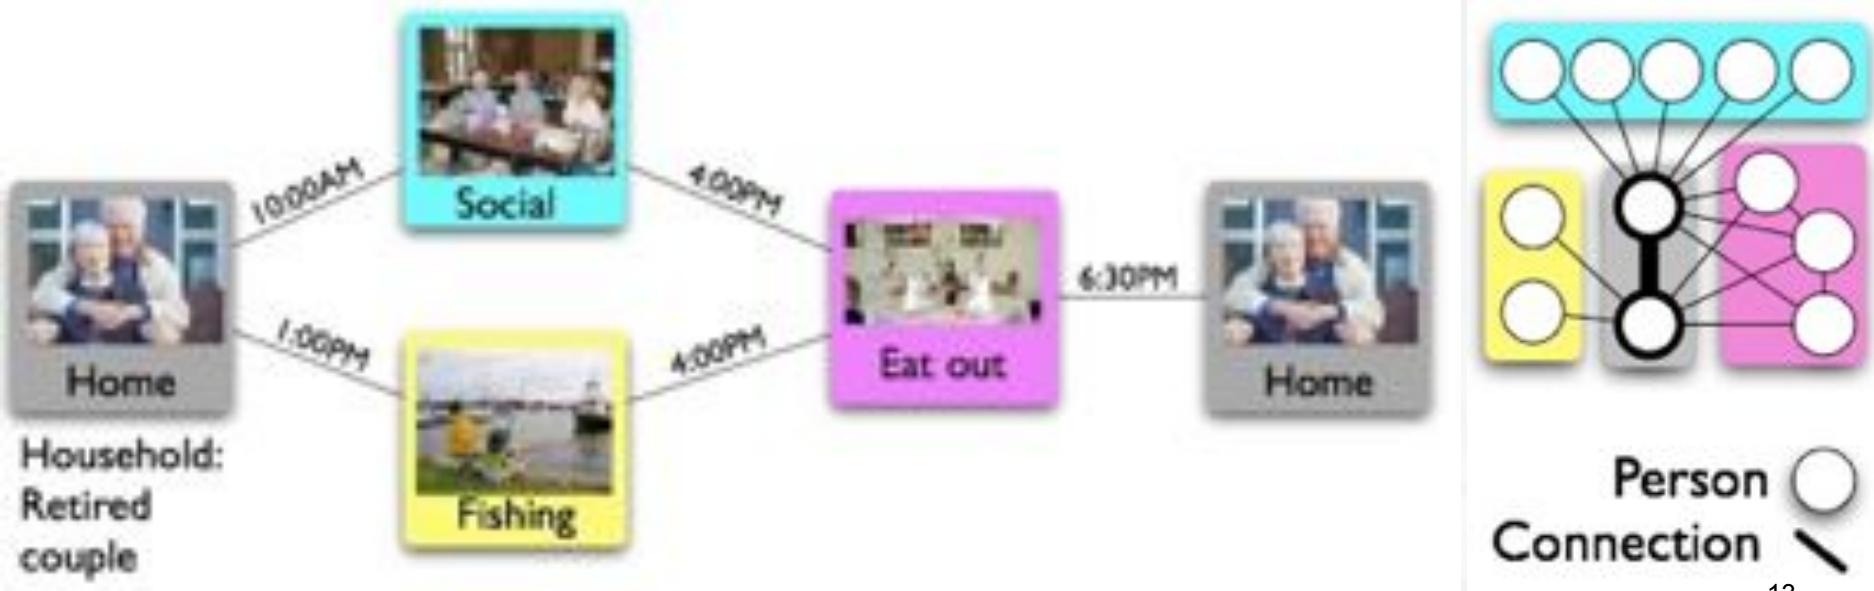 10:00AM
Social
4:00PM
6:30PM
Eat out
1:00PM
4:00PM
Home
Home
Fishing
Household:
Retired
couple
Person
Connection